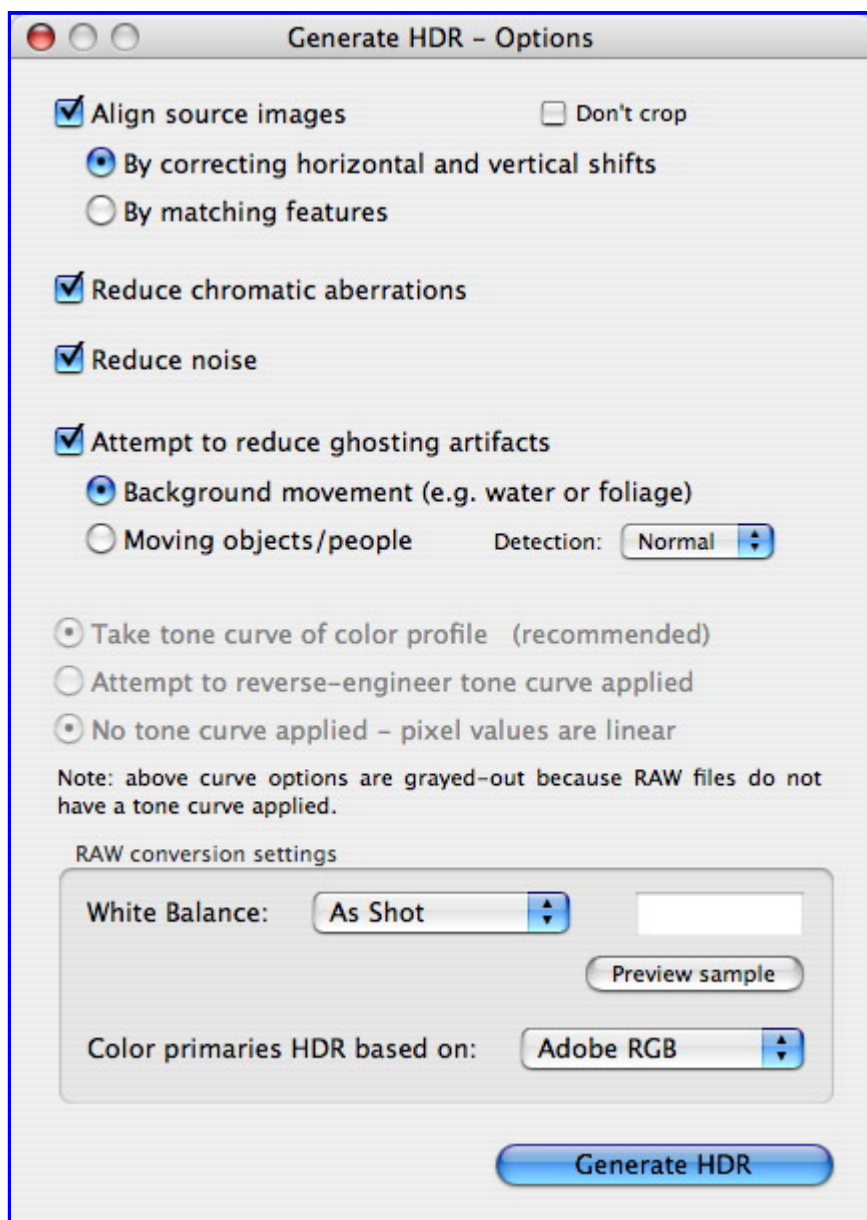 Generate HDR - Options
Align source images Don't crop
By correcting horizontal and vertical shifts
By matching features
Reduce chromatic aberrations
Reduce noise
Attempt to reduce ghosting artifacts
Background movement (e.g. water or foliage)
Moving objects/people Detection: Normal
Take tone curve of color profile (recommended)
Attempt to reverse-engineer tone curve applied
No tone curve applied - pixel values are linear
Note: above curve options are grayed-out because RAW files do not
have a tone curve applied.
RAW conversion settings
White Balance: As Shot
Preview sample
Color primaries HDR based on: Adobe RGB
Generate HDR